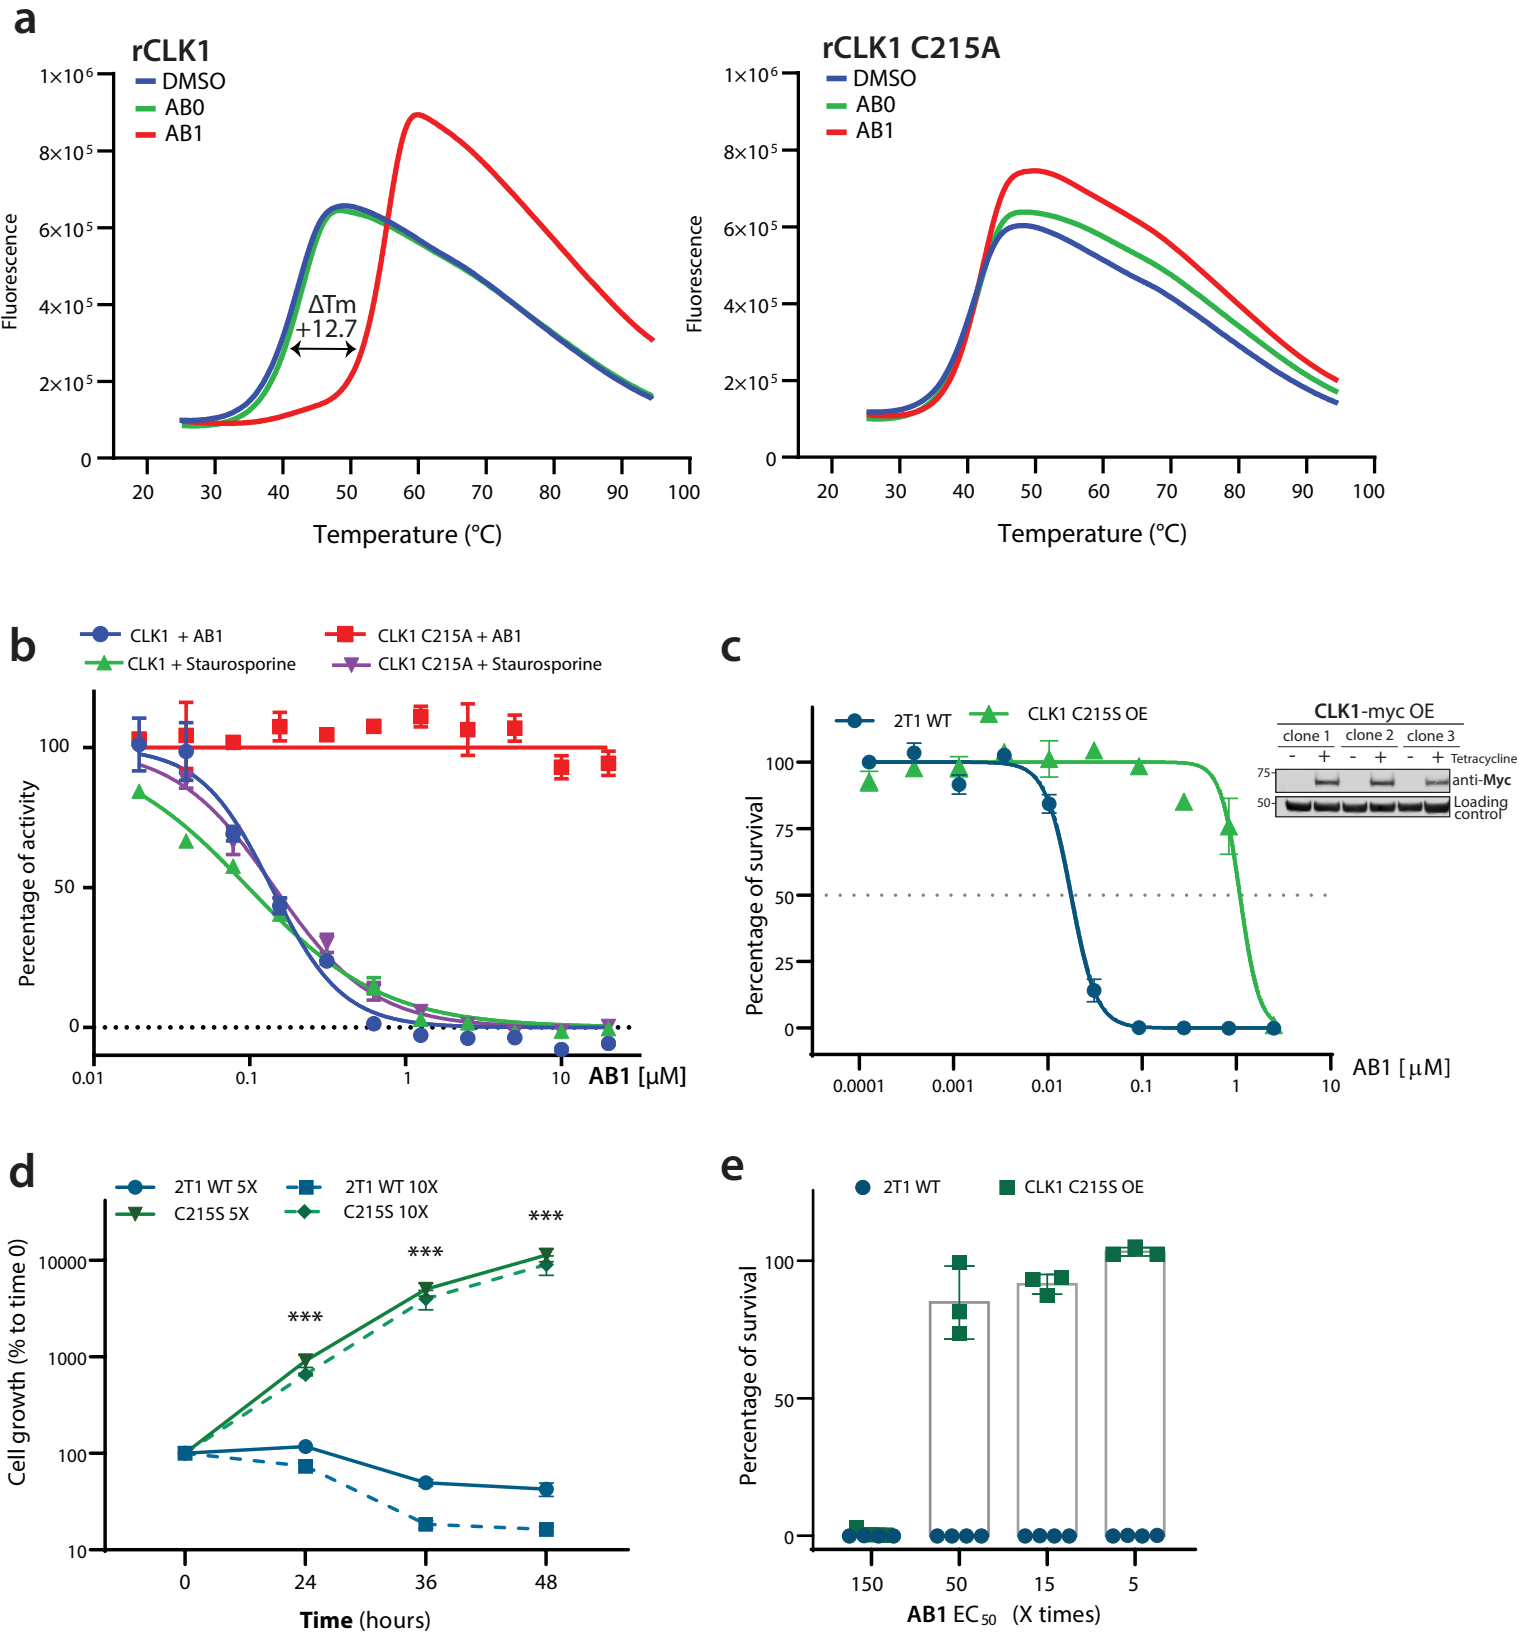 a
rCLK1
DMSO
AB0
AB1
1×10⁶
8×10⁵
6×10⁵
4×10⁵
2×10⁵
0
Fluorescence
ΔTm
+12.7
20 30 40 50 60 70 80 90 100
Temperature (°C)
rCLK1 C215A
DMSO
AB0
AB1
1×10⁶
8×10⁵
6×10⁵
4×10⁵
2×10⁵
0
Fluorescence
20 30 40 50 60 70 80 90 100
Temperature (°C)
b
CLK1 + AB1
CLK1 C215A + AB1
CLK1 + Staurosporine
CLK1 C215A + Staurosporine
100
50
0
Percentage of activity
0.01 0.1 1 10
AB1 [µM]
c
2T1 WT
CLK1 C215S OE
100
75
50
25
0
Percentage of survival
0.0001 0.001 0.01 0.1 1 10
AB1 [µM]
CLK1-myc OE
clone 1 clone 2 clone 3
- + - + - + Tetracycline
75-
anti-Myc
50-
Loading
control
d
2T1 WT 5X
2T1 WT 10X
C215S 5X
C215S 10X
***
***
***
10000
1000
100
10
Cell growth (% to time 0)
0 24 36 48
Time (hours)
e
2T1 WT
CLK1 C215S OE
100
50
0
Percentage of survival
150 50 15 5
AB1 EC₅₀ (X times)